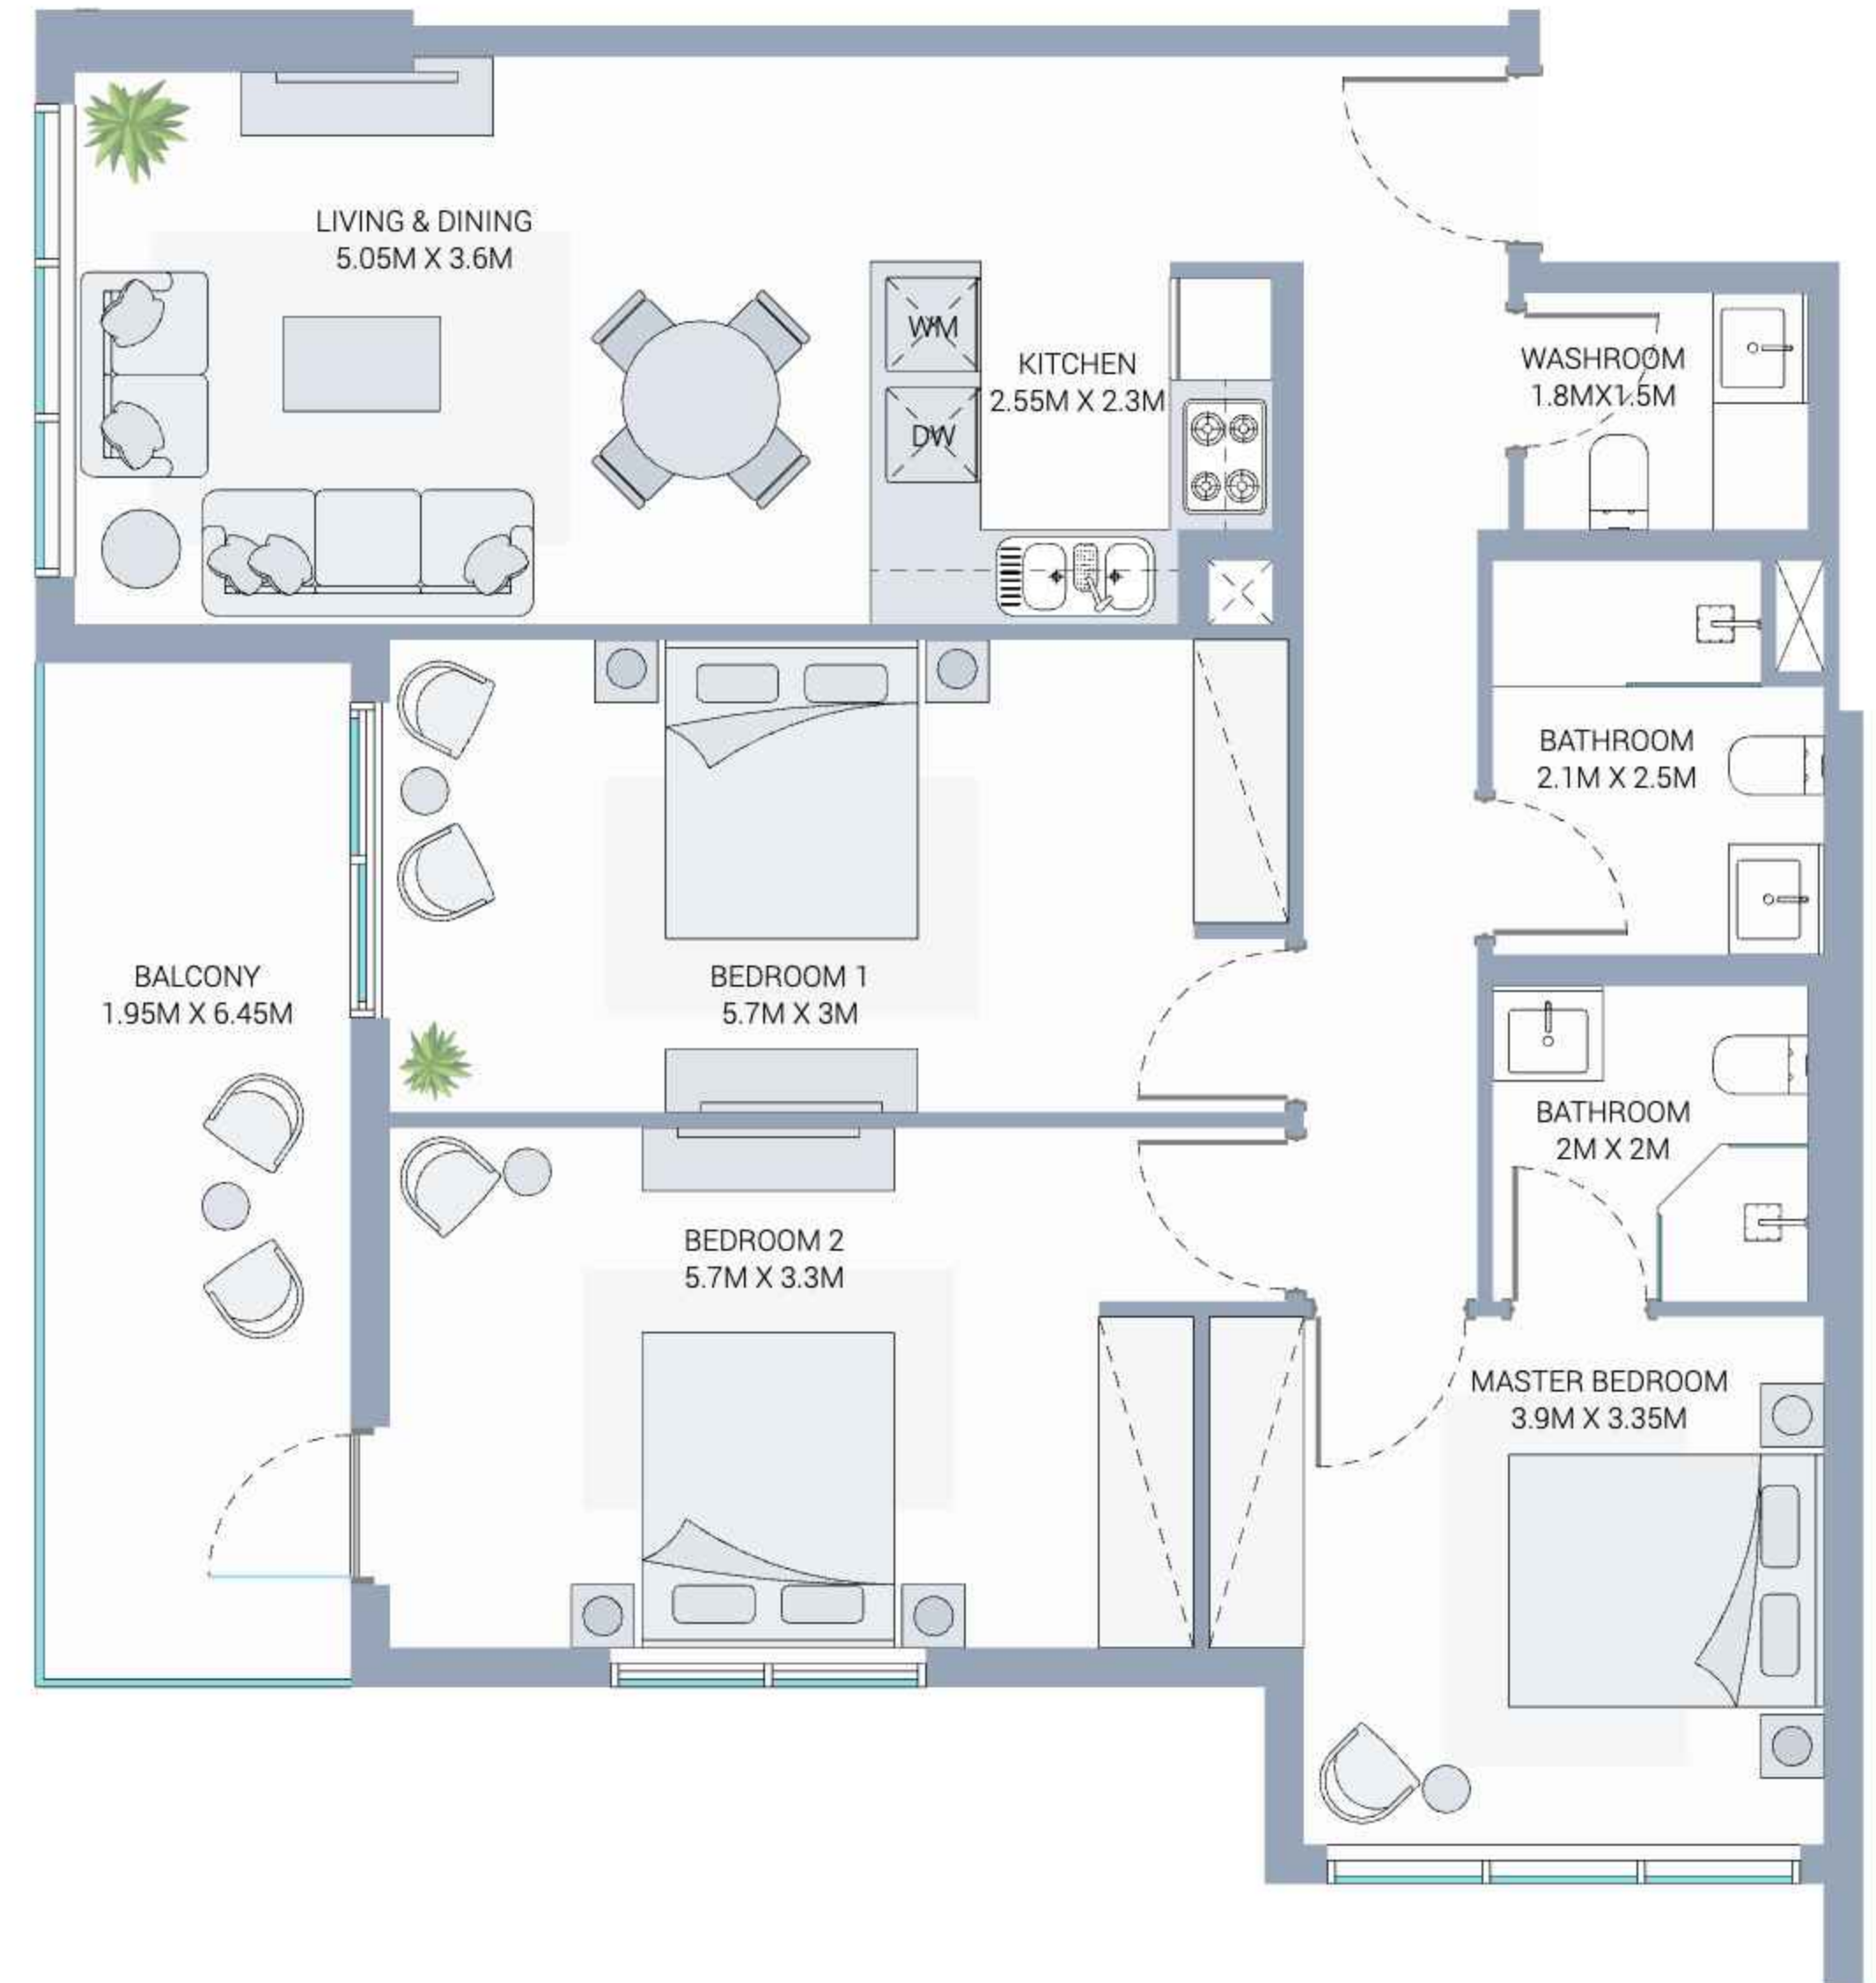 LIVING & DINING
5.05M X 3.6M
WM
DW
KITCHEN
2.55M X 2.3M
WASHROOM
1.8MX1.5M
BATHROOM
2.1M X 2.5M
BALCONY
1.95M X 6.45M
BEDROOM 1
5.7M X 3M
BATHROOM
2M X 2M
BEDROOM 2
5.7M X 3.3M
MASTER BEDROOM
3.9M X 3.35M